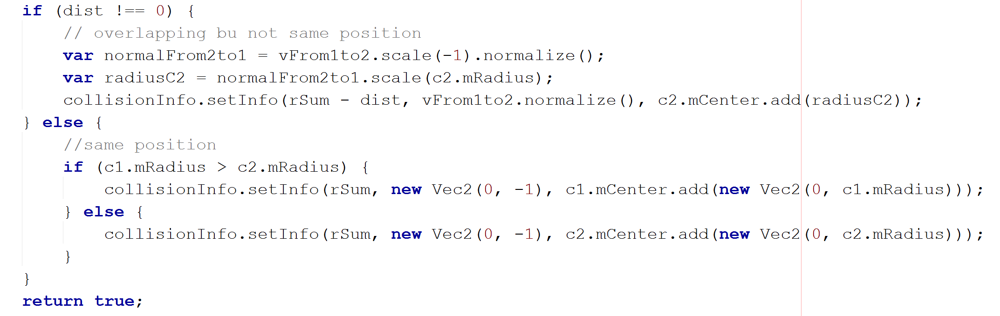 if (dist !== 0) {
    // overlapping bu not same position
    var normalFrom2to1 = vFrom1to2.scale(-1).normalize();
    var radiusC2 = normalFrom2to1.scale(c2.mRadius);
    collisionInfo.setInfo(rSum - dist, vFrom1to2.normalize(), c2.mCenter.add(radiusC2));
} else {
    //same position
    if (c1.mRadius > c2.mRadius) {
        collisionInfo.setInfo(rSum, new Vec2(0, -1), c1.mCenter.add(new Vec2(0, c1.mRadius)));
    } else {
        collisionInfo.setInfo(rSum, new Vec2(0, -1), c2.mCenter.add(new Vec2(0, c2.mRadius)));
    }
}
return true;